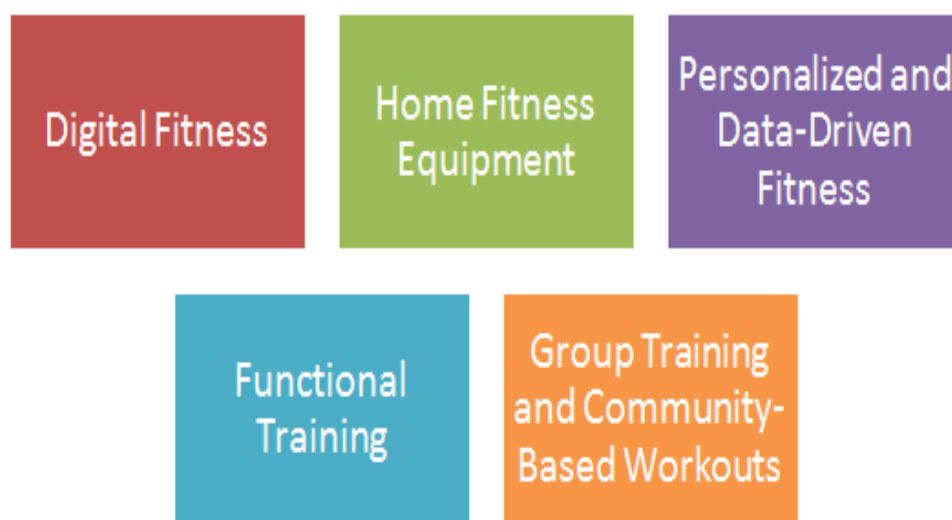 Digital Fitness
Home Fitness
Equipment
Personalized and
Data-Driven
Fitness
Functional
Training
Group Training
and Community-
Based Workouts